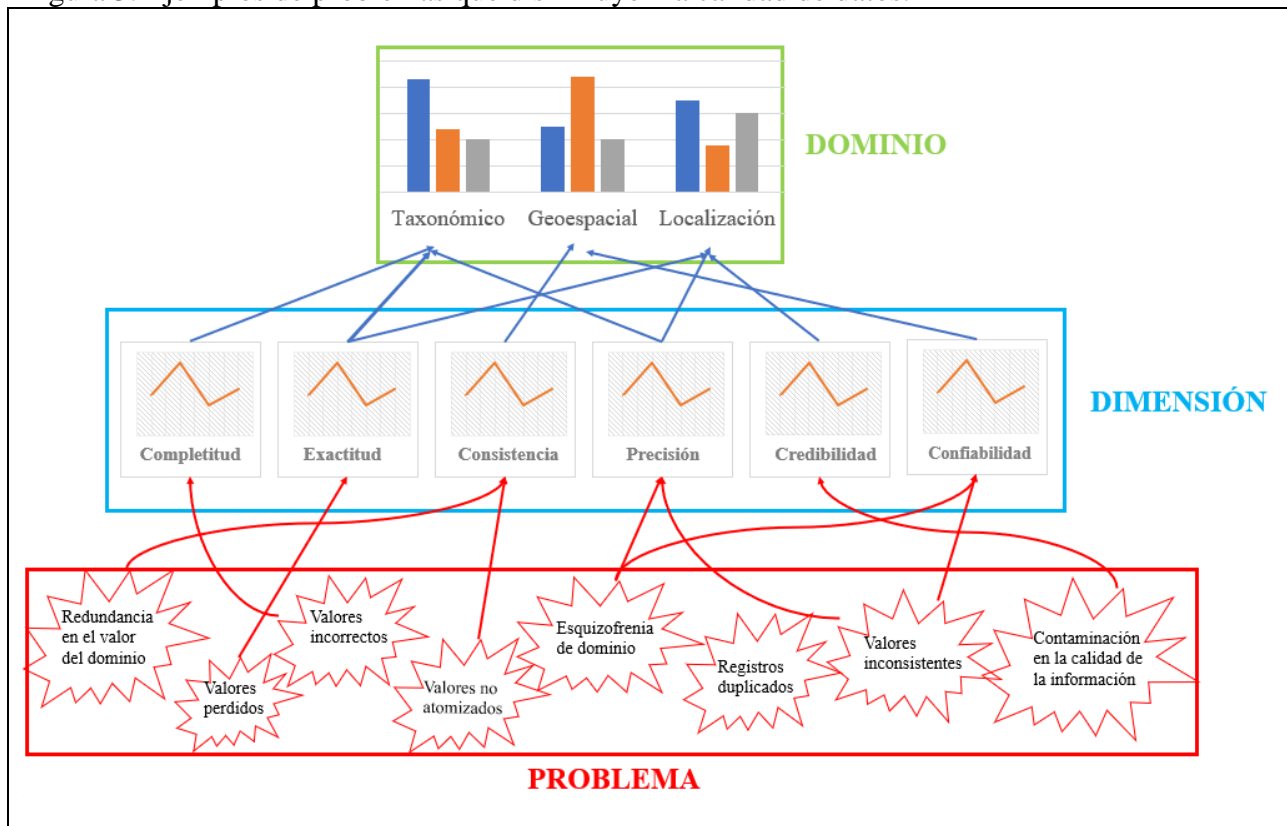 DOMINIO
Taxonómico
Geoespacial
Localización
DIMENSIÓN
Completitud
Exactitud
Consistencia
Precisión
Credibilidad
Confiabilidad
Redundancia
en el valor
del dominio
Valores
perdidos
Valores
incorrectos
Valores no
atomizados
Esquizofrenia
de dominio
Registros
duplicados
Valores
inconsistentes
Contaminación
en la calidad de
la información
PROBLEMA